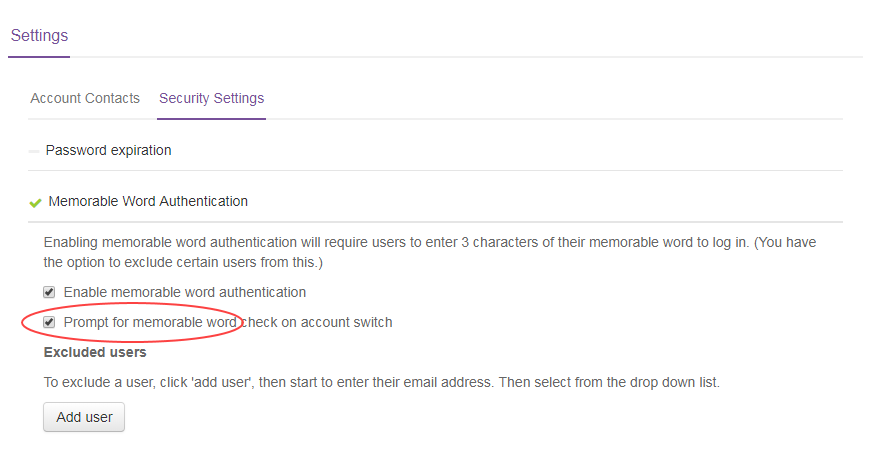 Settings
Account Contacts Security Settings
Password expiration
Memorable Word Authentication
Enabling memorable word authentication will require users to enter 3 characters of their memorable word to log in. (You have
the option to exclude certain users from this.)
Enable memorable word authentication
Prompt for memorable word check on account switch
Excluded users
To exclude a user, click 'add user', then start to enter their email address. Then select from the drop down list.
Add user